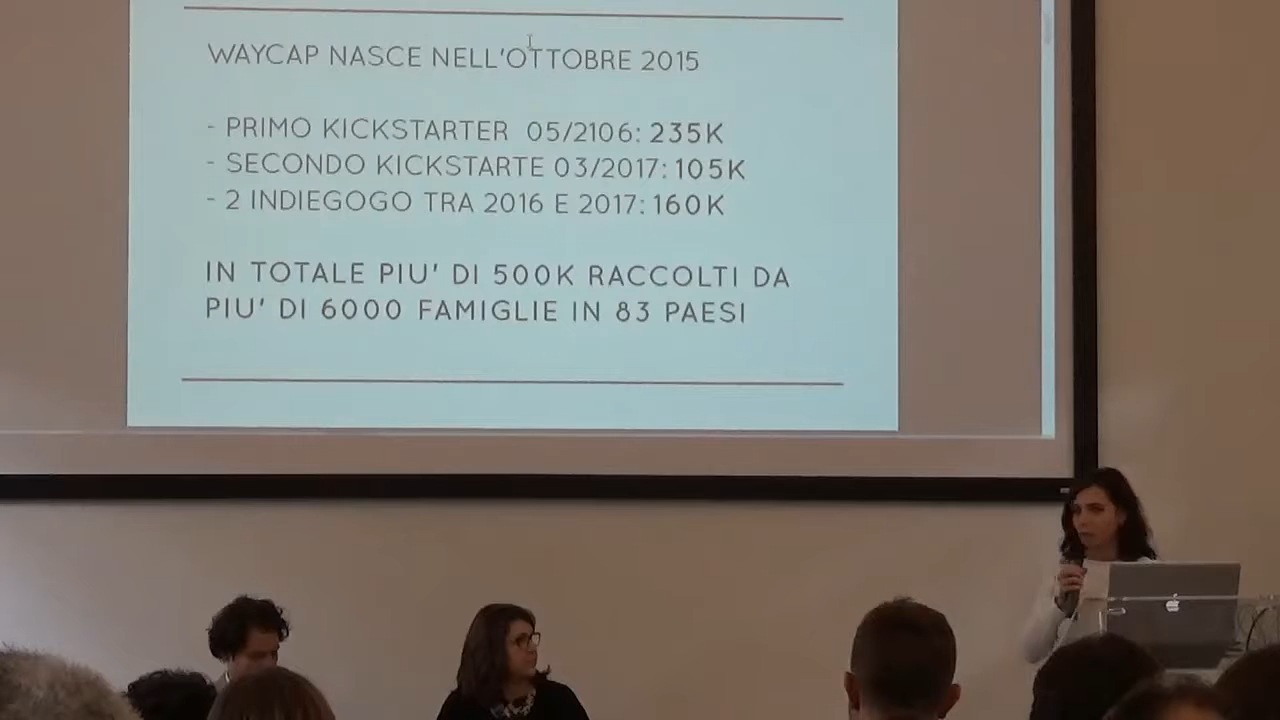 WAYCAP NASCE NELL'OTTOBRE 2015
- PRIMO KICKSTARTER 05/2106: 235K
- SECONDO KICKSTARTE 03/2017: 105K
- 2 INDIEGOGO TRA 2016 E 2017: 160K
IN TOTALE PIU' DI 500K RACCOLTI DA
PIU' DI 6000 FAMIGLIE IN 83 PAESI